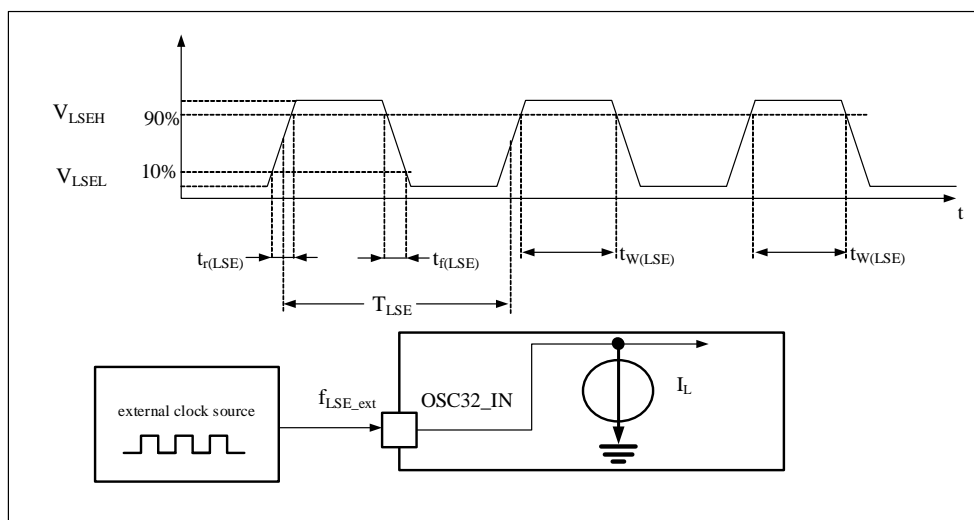 V_LSEH
90%
V_LSEL
10%
t
t_r(LSE)
t_f(LSE)
t_W(LSE)
t_W(LSE)
T_LSE
external clock source
f_LSE_ext
OSC32_IN
I_L